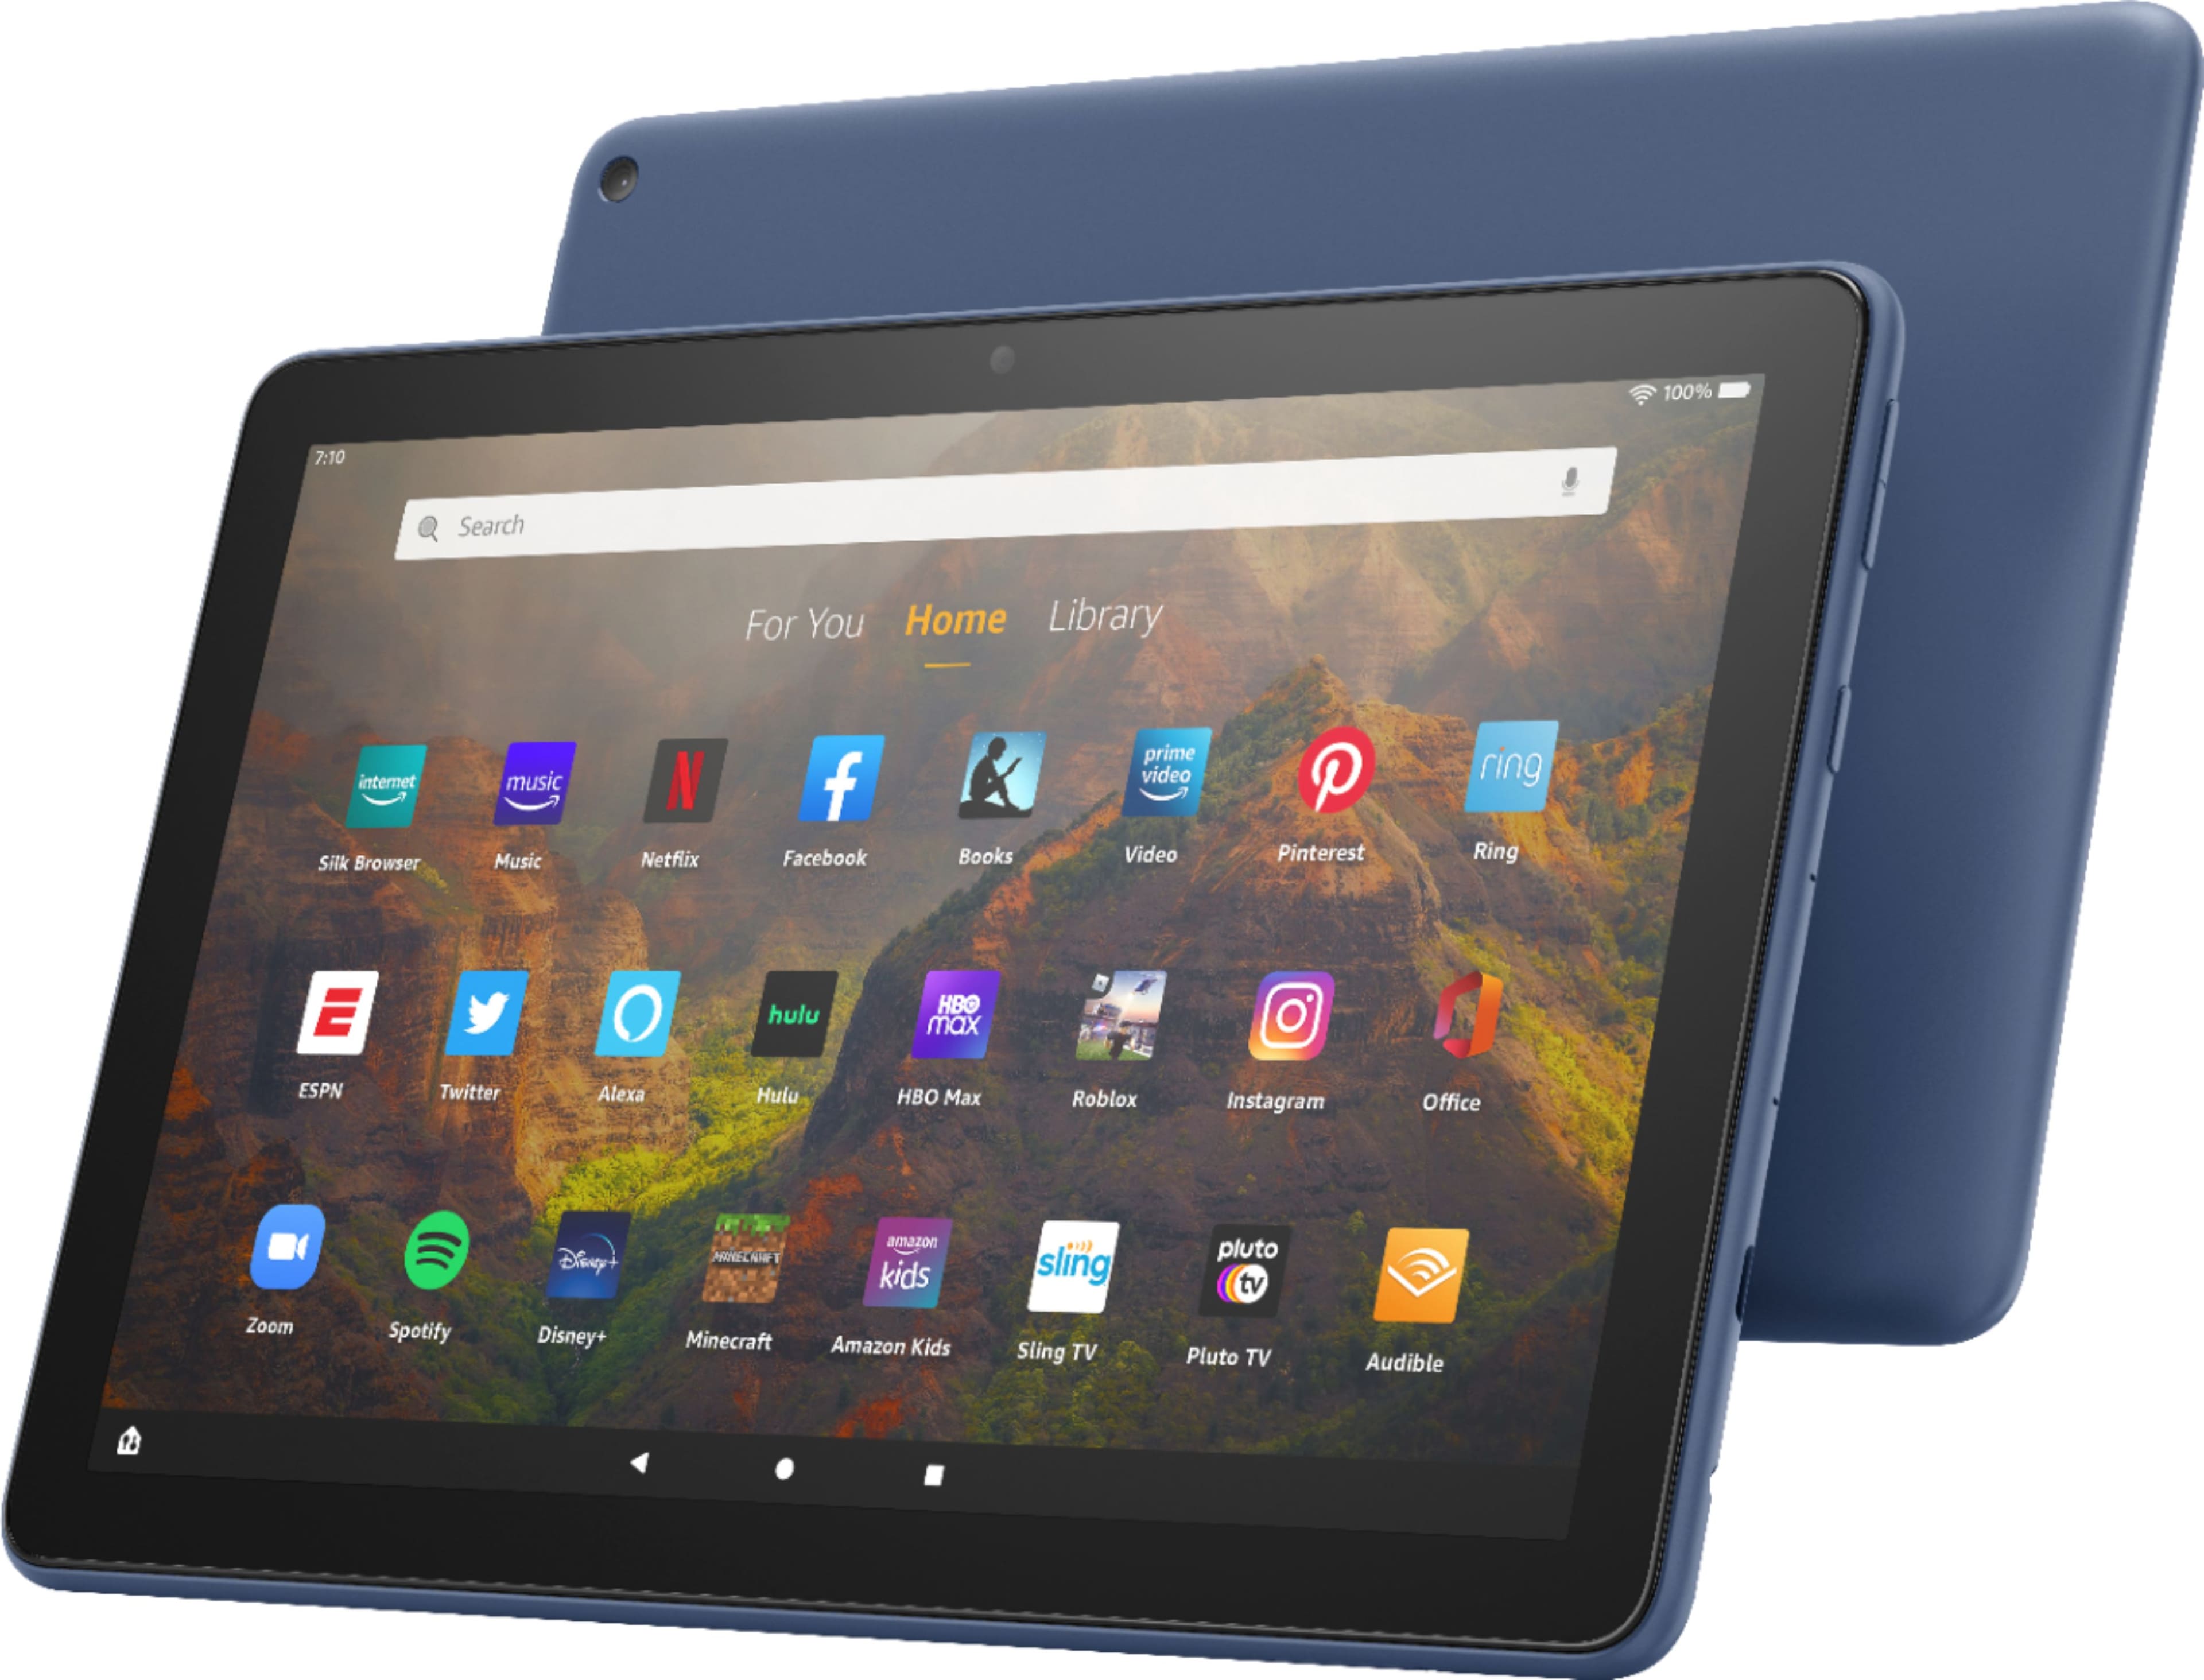 7:10
100%
Search
For You Home Library
internet music N f prime video ring
Silk Browser Music Netflix Facebook Books Video Pinterest Ring
E hulu HBO max
ESPN Twitter Alexa Hulu HBO Max Roblox Instagram Office
Disney+ MINECRAFT amazon kids sling pluto tv
Zoom Spotify Disney+ Minecraft Amazon Kids Sling TV Pluto TV Audible